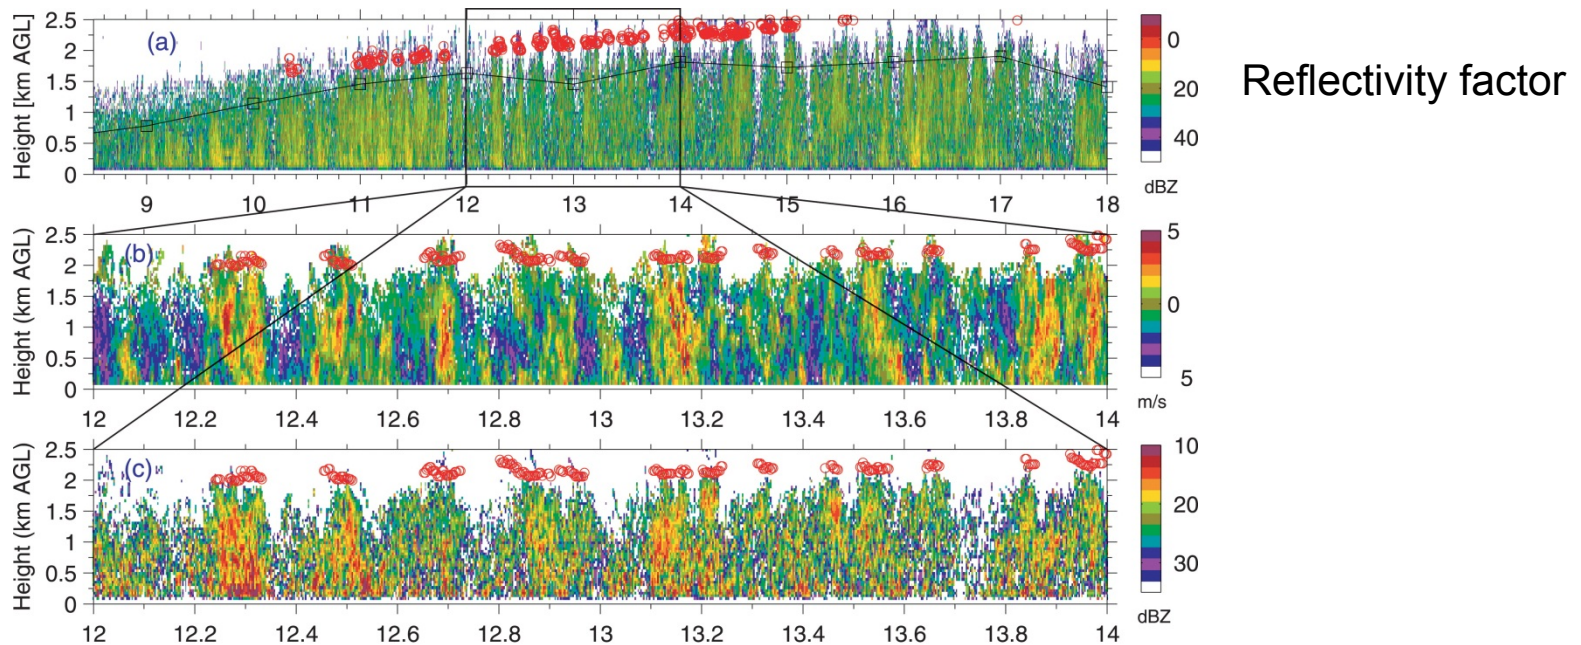 Reflectivity factor
Height [km AGL]
2.5
2
1.5
1
0.5
0
(a)
9 10 11 12 13 14 15 16 17 18
0
20
40
dBZ
Height (km AGL)
2.5
2
1.5
1
0.5
0
(b)
12 12.2 12.4 12.6 12.8 13 13.2 13.4 13.6 13.8 14
5
0
5
m/s
Height (km AGL)
2.5
2
1.5
1
0.5
0
(c)
12 12.2 12.4 12.6 12.8 13 13.2 13.4 13.6 13.8 14
10
20
30
dBZ